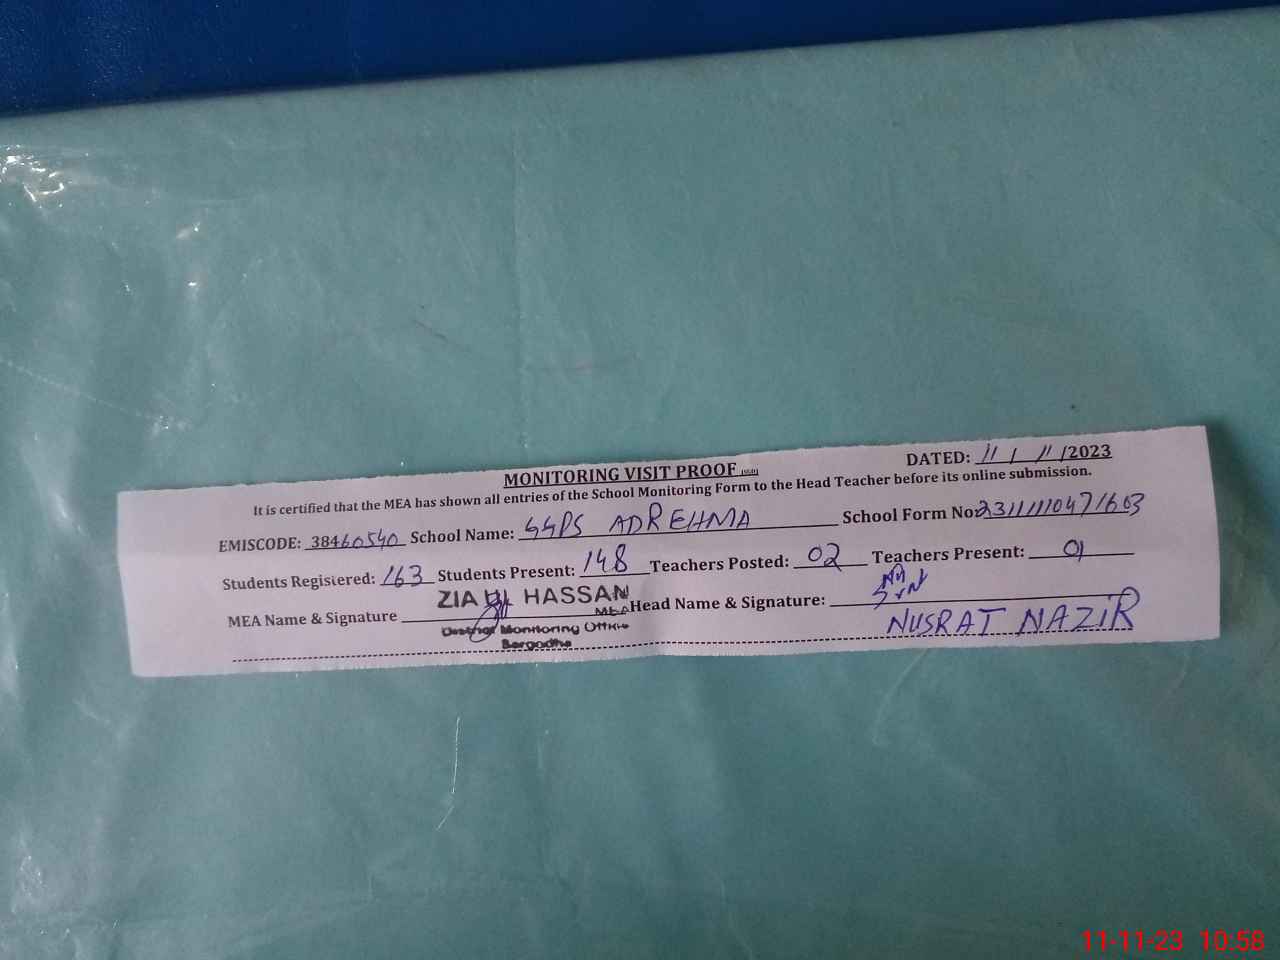 MONITORING VISIT PROOF
DATED: 11 / 11 /2023
It is certified that the MEA has shown all entries of the School Monitoring Form to the Head Teacher before its online submission.
EMISCODE: 38460540 School Name: GGPS ADREHMA School Form No: 23111110471603
Students Registered: 163 Students Present: 148 Teachers Posted: 02 Teachers Present: 01
MEA Name & Signature ZIA UL HASSAN Head Name & Signature:
MEA
NUSRAT NAZIR
District Monitoring Office
Sargodha
11-11-23 10:58